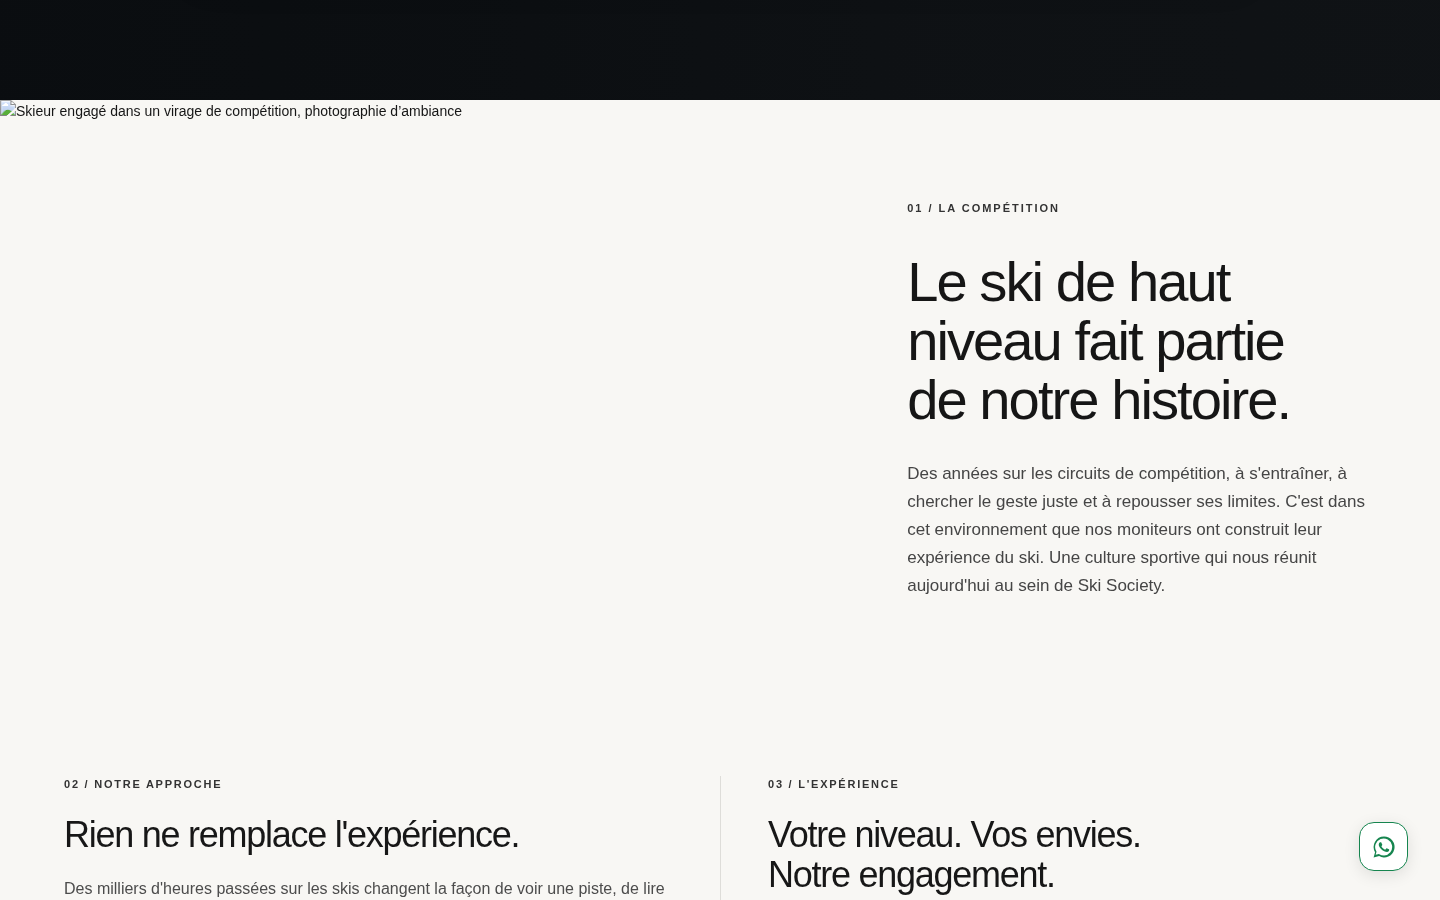 Skieur engagé dans un virage de compétition, photographie d’ambiance
01 / LA COMPÉTITION
Le ski de haut
niveau fait partie
de notre histoire.
Des années sur les circuits de compétition, à s'entraîner, à
chercher le geste juste et à repousser ses limites. C'est dans
cet environnement que nos moniteurs ont construit leur
expérience du ski. Une culture sportive qui nous réunit
aujourd'hui au sein de Ski Society.
02 / NOTRE APPROCHE
Rien ne remplace l'expérience.
Des milliers d'heures passées sur les skis changent la façon de voir une piste, de lire
03 / L'EXPÉRIENCE
Votre niveau. Vos envies.
Notre engagement.